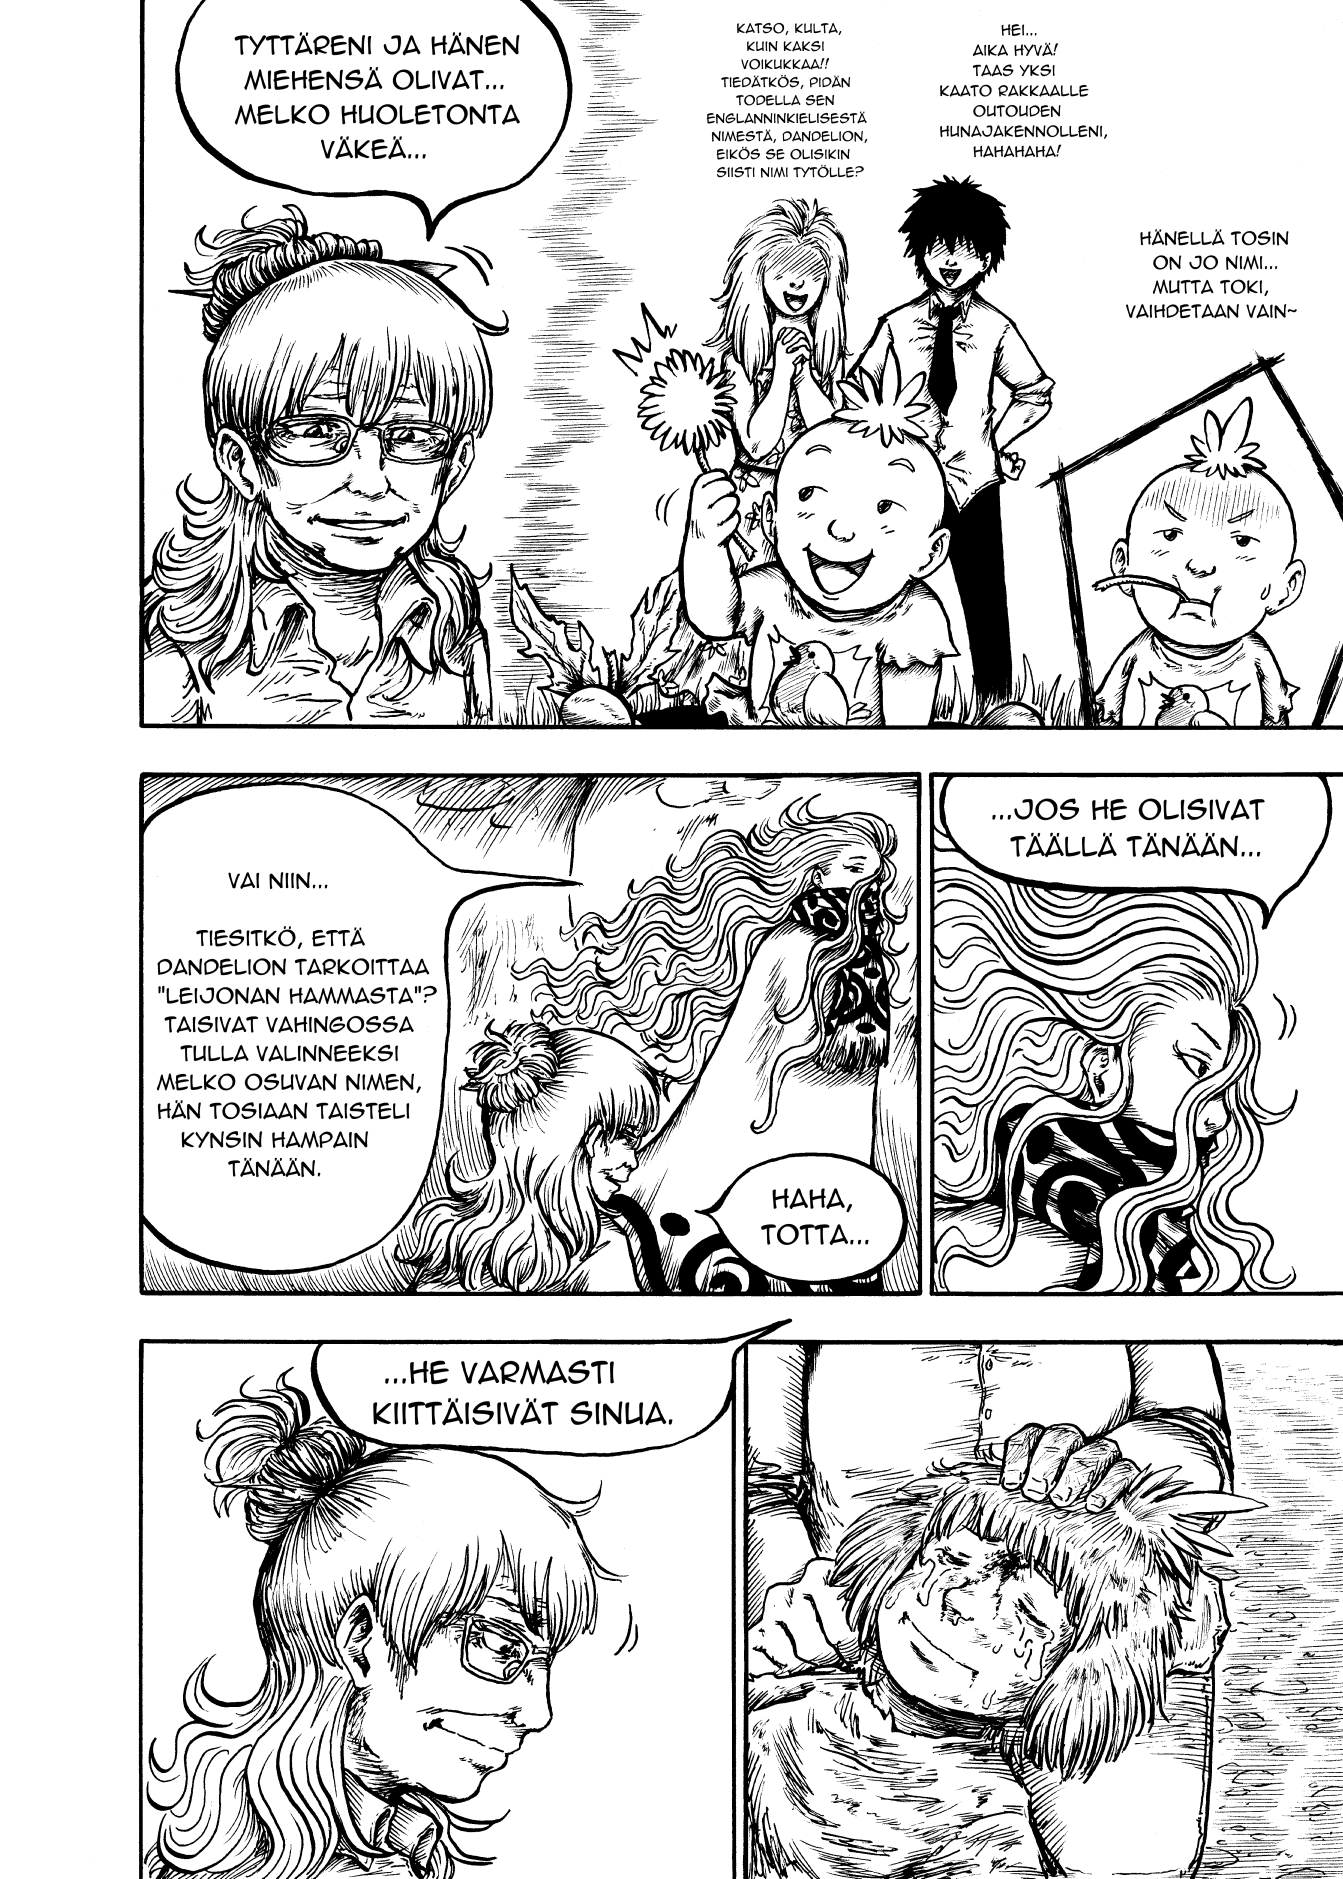 TYTTÄRENI JA HÄNEN
MIEHENSÄ OLIVAT...
MELKO HUOLETONTA
VÄKEÄ...
KATSO, KULTA,
KUIN KAKSI
VOIKUKKAA!!
TIEDÄTKÖS, PIDÄN
TODELLA SEN
ENGLANNINKIELISESTÄ
NIMESTÄ, DANDELION,
EIKÖS SE OLISIKIN
SIISTI NIMI TYTÖLLE?
HEI...
AIKA HYVÄ!
TAAS YKSI
KAATO RAKKAALLE
OUTOUDEN
HUNAJAKENNOLLENI,
HAHAHAHA!
HÄNELLÄ TOSIN
ON JO NIMI...
MUTTA TOKI,
VAIHDETAAN VAIN~
VAI NIIN...
TIESITKÖ, ETTÄ
DANDELION TARKOITTAA
"LEIJONAN HAMMASTA"?
TAISIVAT VAHINGOSSA
TULLA VALINNEEKSI
MELKO OSUVAN NIMEN,
HÄN TOSIAAN TAISTELI
KYNSIN HAMPAIN
TÄNÄÄN.
HAHA,
TOTTA...
...JOS HE OLISIVAT
TÄÄLLÄ TÄNÄÄN...
...HE VARMASTI
KIITTÄISIVÄT SINUA.